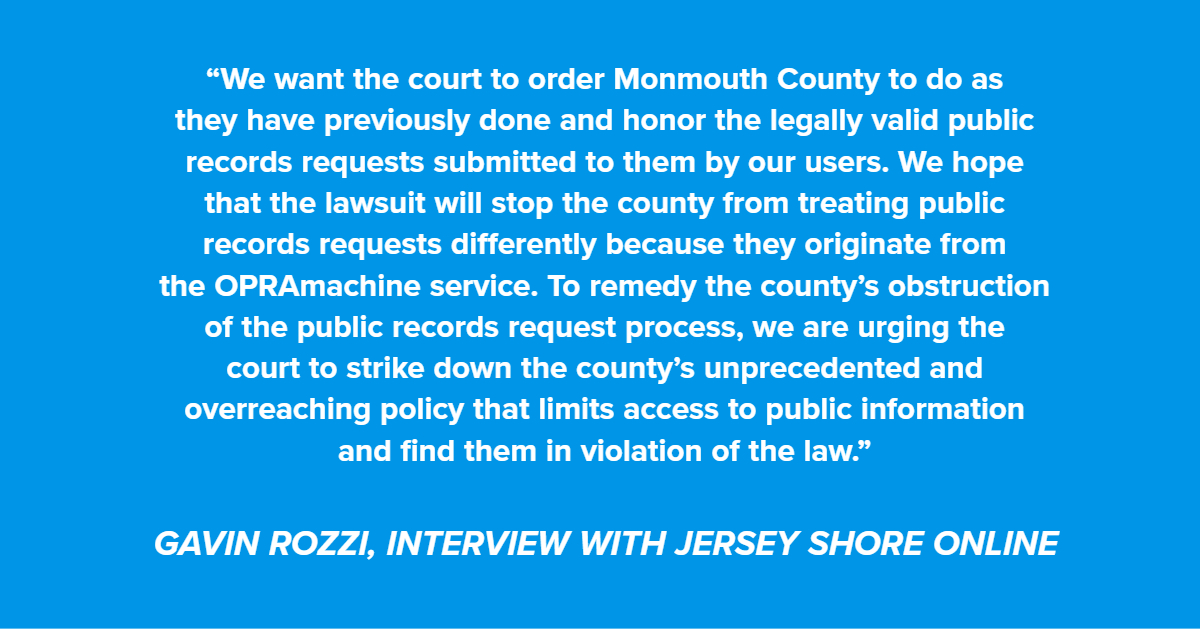 “We want the court to order Monmouth County to do as
they have previously done and honor the legally valid public
records requests submitted to them by our users. We hope
that the lawsuit will stop the county from treating public
records requests differently because they originate from
the OPRAmachine service. To remedy the county’s obstruction
of the public records request process, we are urging the
court to strike down the county’s unprecedented and
overreaching policy that limits access to public information
and find them in violation of the law.”
GAVIN ROZZI, INTERVIEW WITH JERSEY SHORE ONLINE